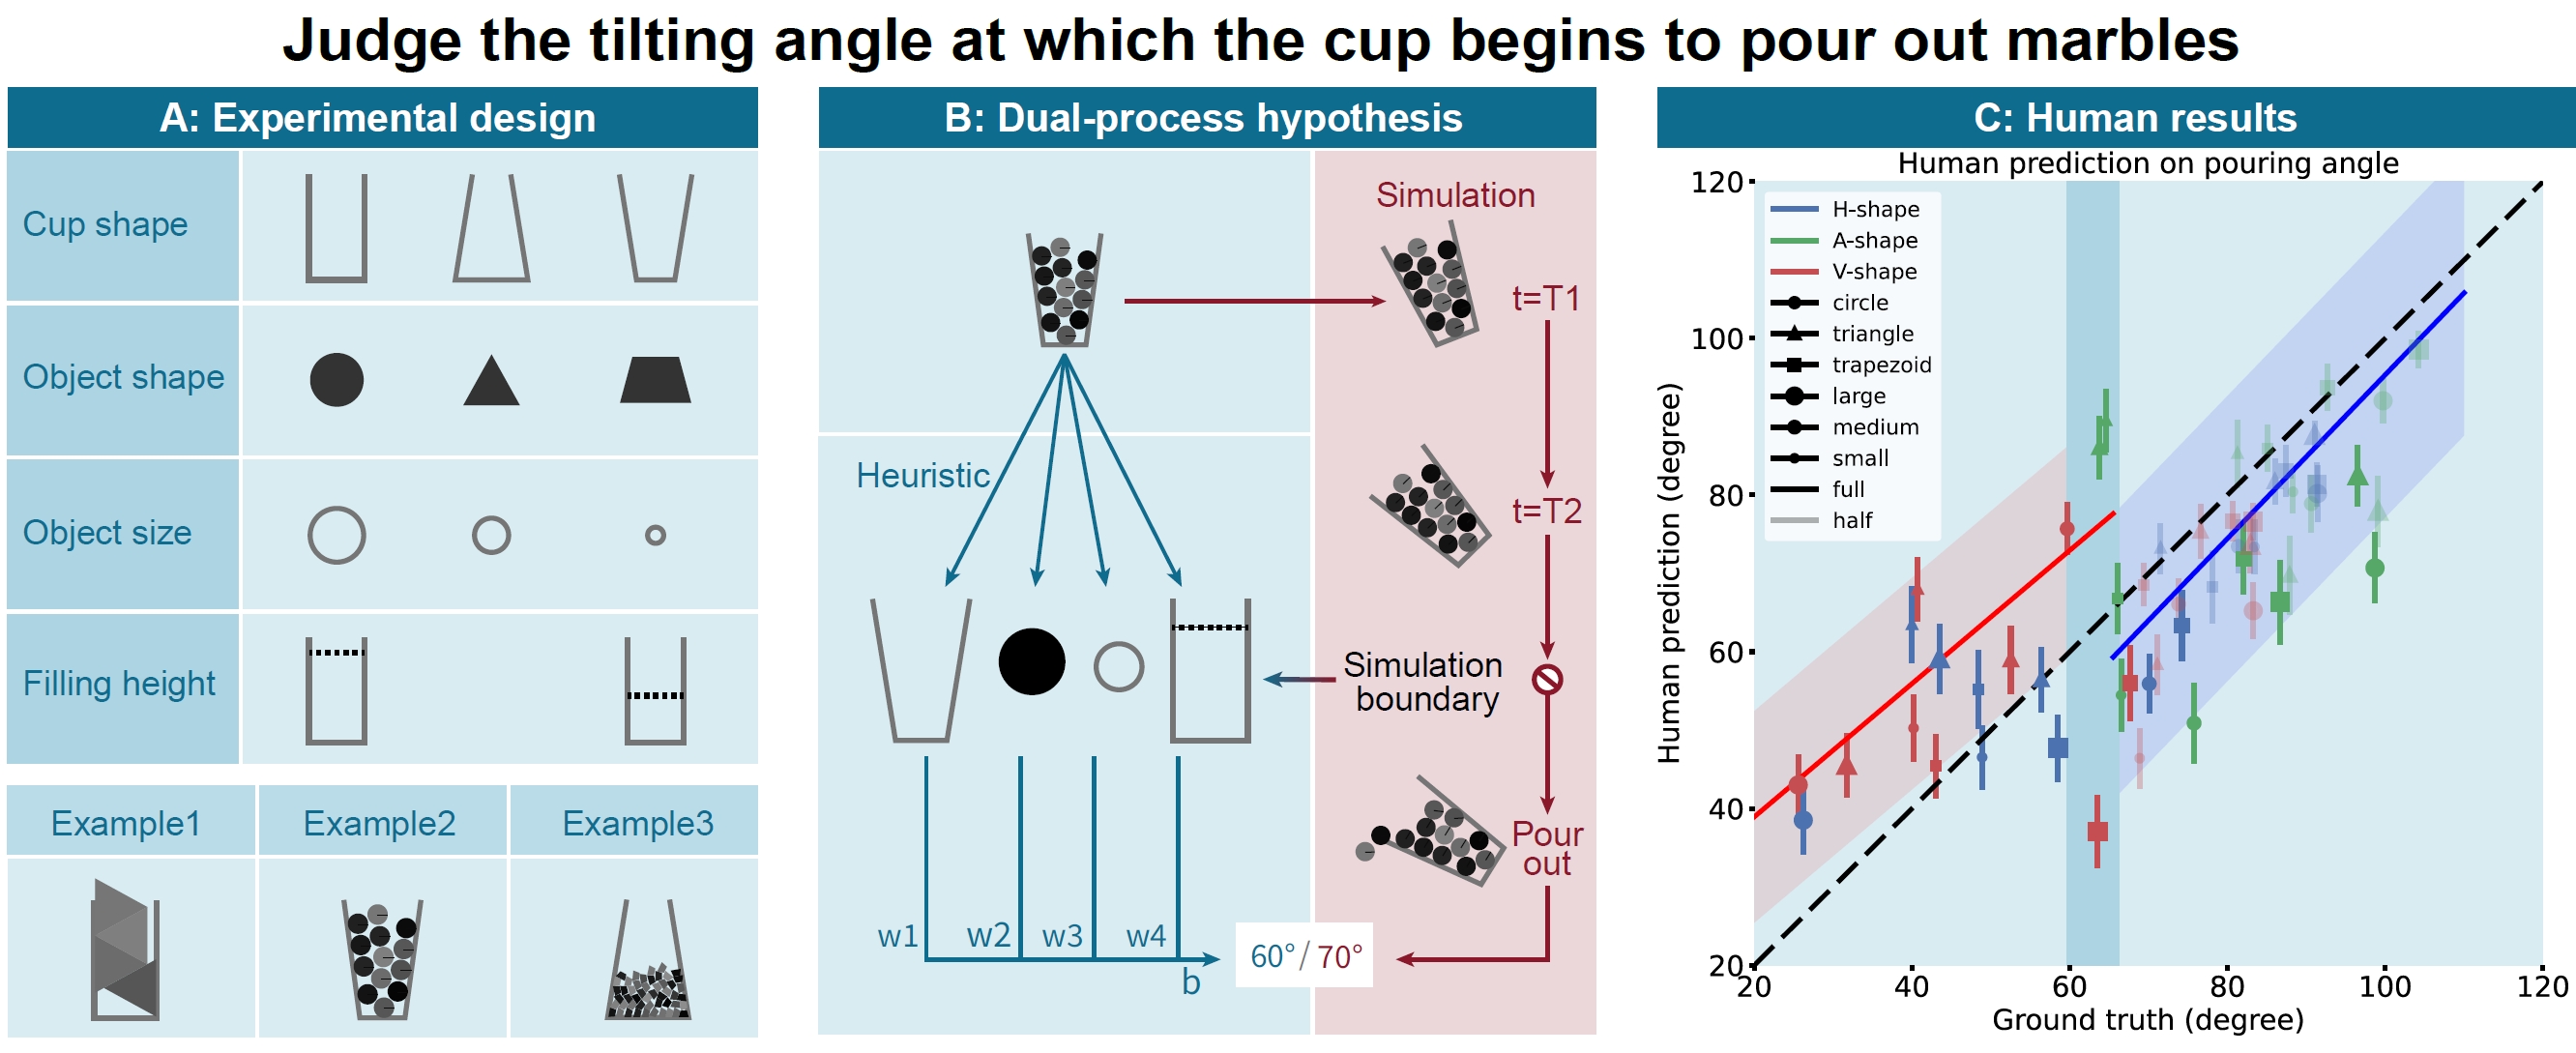 Judge the tilting angle at which the cup begins to pour out marbles
A: Experimental design
Cup shape
Object shape
Object size
Filling height
Example1
Example2
Example3
B: Dual-process hypothesis
Simulation
t=T1
Heuristic
t=T2
Simulation
boundary
Pour
out
w1
w2
w3
w4
b
60°/70°
C: Human results
Human prediction on pouring angle
H-shape
A-shape
V-shape
circle
triangle
trapezoid
large
medium
small
full
half
Human prediction (degree)
120
100
80
60
40
20
20
40
60
80
100
120
Ground truth (degree)